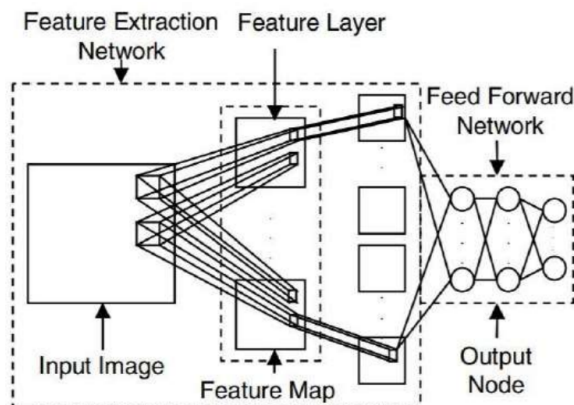 Feature Extraction
Network
Feature Layer
Feed Forward
Network
Input Image
Feature Map
Output
Node